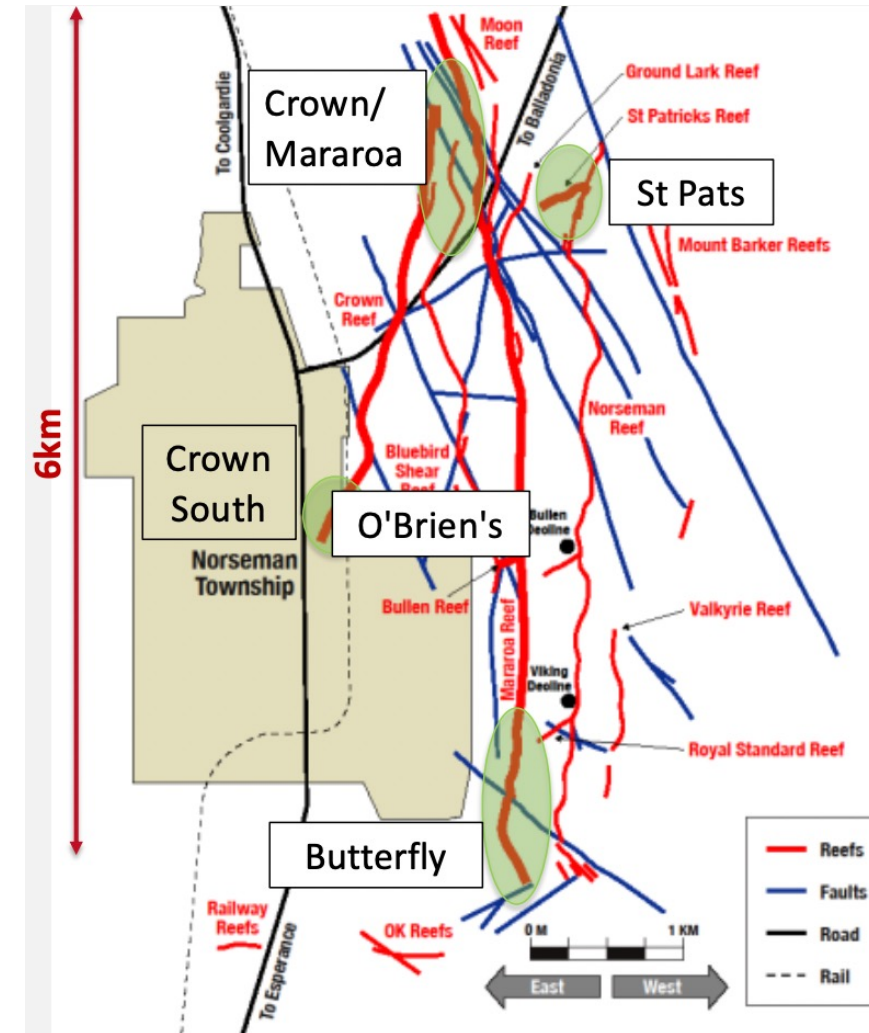 Moon
Reef
To Coolgardie
To Balladonia
Ground Lark Reef
St Patricks Reef
Crown/
Mararoa
St Pats
Mount Barker Reefs
Crown
Reef
6km
Norseman
Reef
Bluebird
Shear
Crown
South
O'Brien's
Bullen
Decline
Norseman
Township
Bullen Reef
Mararoa Reef
Valkyrie Reef
Viking
Decline
Royal Standard Reef
Butterfly
Reefs
Faults
Road
Rail
Railway
Reefs
OK Reefs
To Esperance
0 M
1 KM
East
West